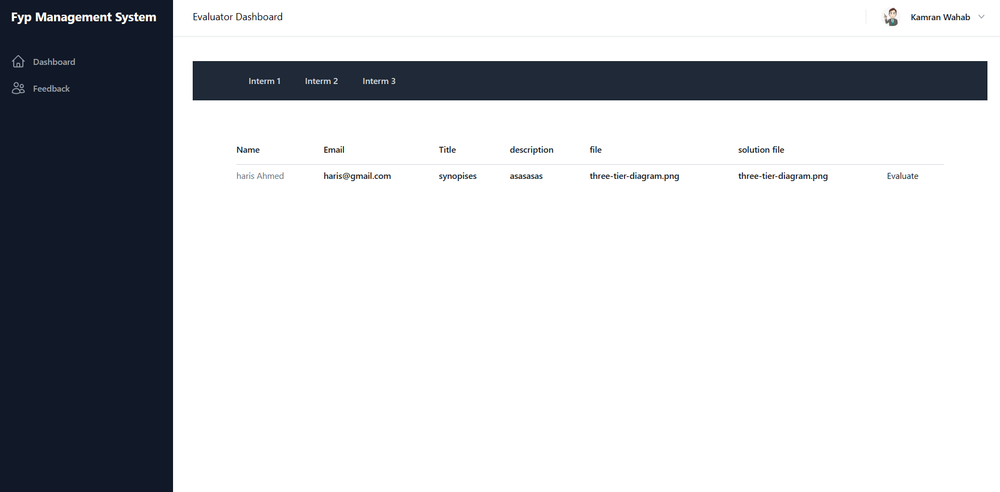 Fyp Management System
Dashboard
Feedback
Evaluator Dashboard
Kamran Wahab
Interm 1 Interm 2 Interm 3
Name Email Title description file solution file
haris Ahmed haris@gmail.com synopises asasasas three-tier-diagram.png three-tier-diagram.png Evaluate